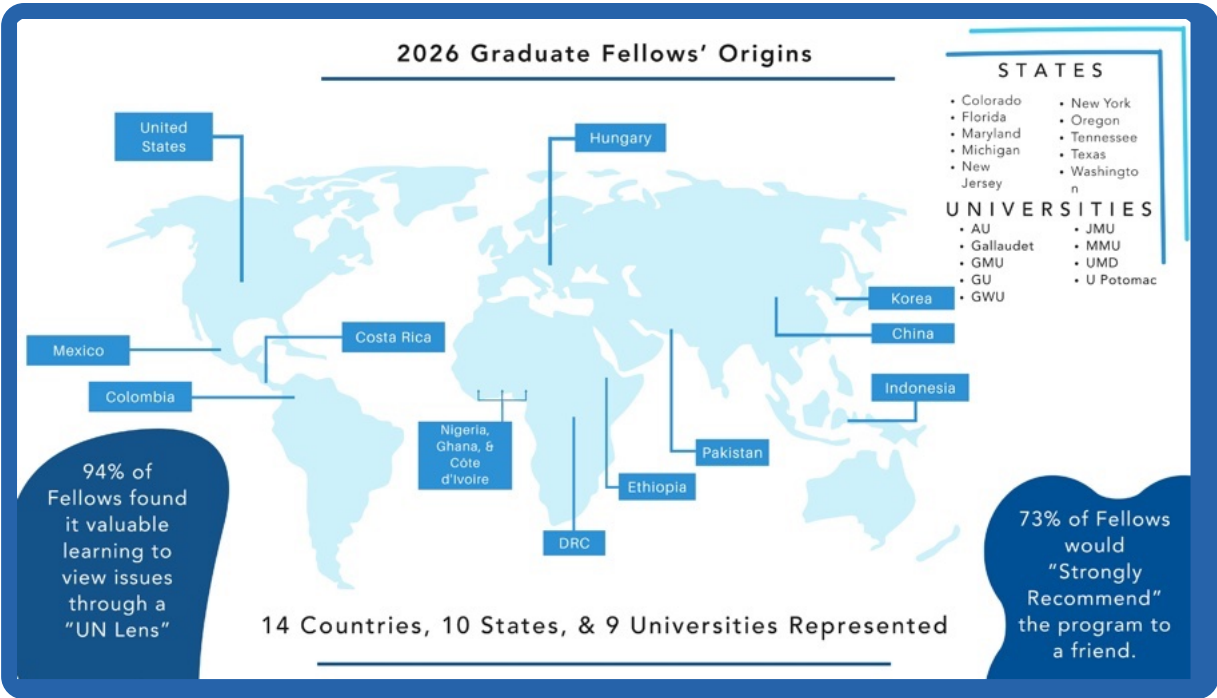 2026 Graduate Fellows’ Origins
STATES
• Colorado
• Florida
• Maryland
• Michigan
• New
Jersey
• New York
• Oregon
• Tennessee
• Texas
• Washingto
n
UNIVERSITIES
• AU
• Gallaudet
• GMU
• GU
• GWU
• JMU
• MMU
• UMD
• U Potomac
United
States
Hungary
Korea
China
Costa Rica
Mexico
Colombia
Indonesia
Nigeria,
Ghana, &
Côte
d'Ivoire
Pakistan
Ethiopia
DRC
94% of
Fellows found
it valuable
learning to
view issues
through a
"UN Lens"
73% of Fellows
would
"Strongly
Recommend"
the program to
a friend.
14 Countries, 10 States, & 9 Universities Represented